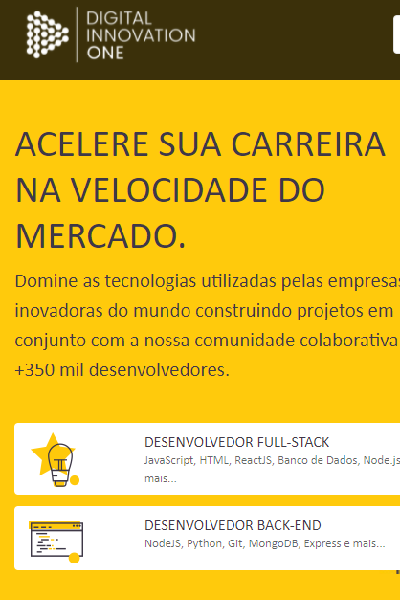 DIGITAL
INNOVATION
ONE
ACELERE SUA CARREIRA
NA VELOCIDADE DO
MERCADO.
Domine as tecnologias utilizadas pelas empresas
inovadoras do mundo construindo projetos em
conjunto com a nossa comunidade colaborativa
+350 mil desenvolvedores.
DESENVOLVEDOR FULL-STACK
JavaScript, HTML, ReactJS, Banco de Dados, Node.js
mais...
DESENVOLVEDOR BACK-END
NodeJS, Python, Git, MongoDB, Express e mais...